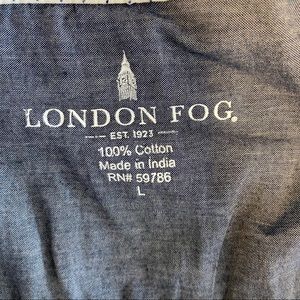 LONDON FOG.
EST. 1923
100% Cotton
Made in India
RN# 59786
L